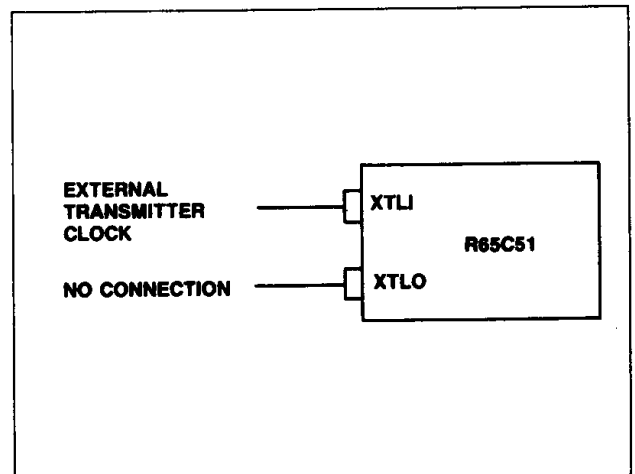 EXTERNAL
TRANSMITTER
CLOCK
XTLI
R65C51
NO CONNECTION
XTLO